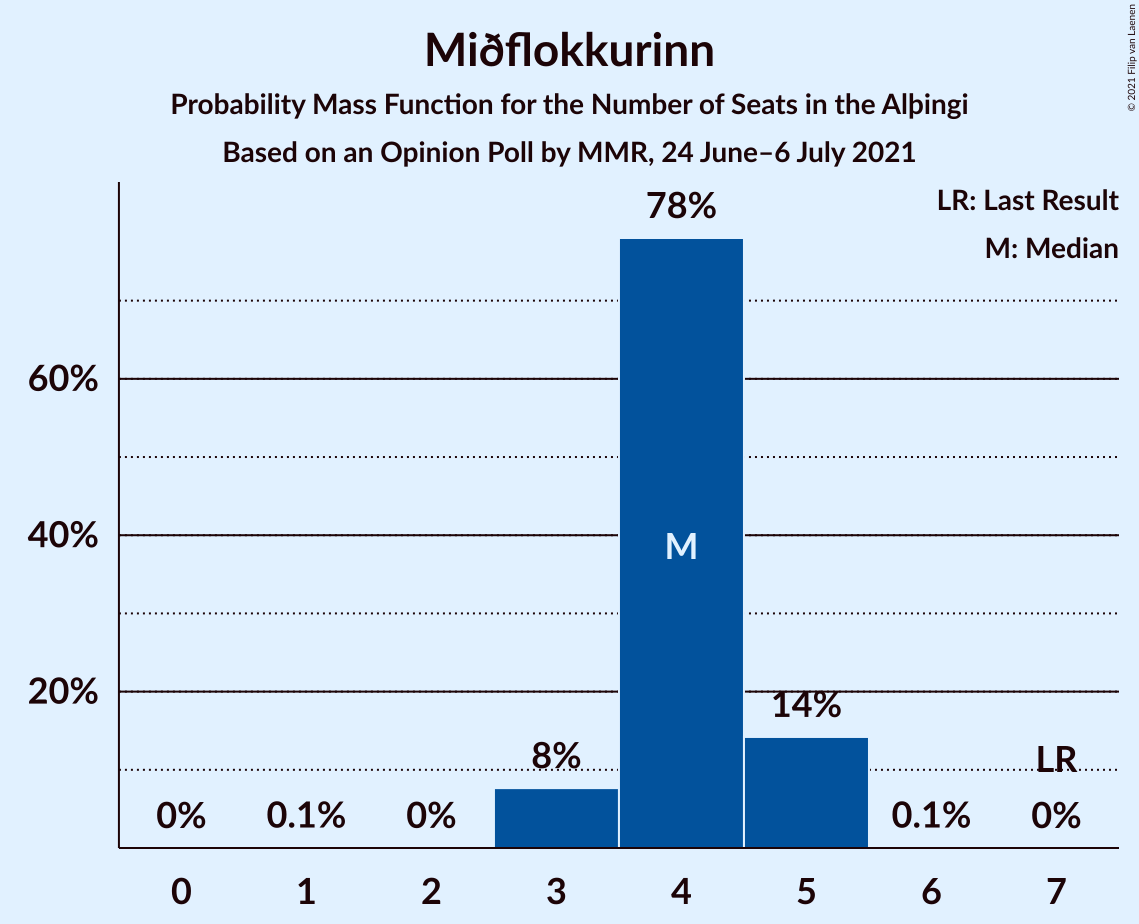 Miðflokkurinn
Probability Mass Function for the Number of Seats in the Alþingi
Based on an Opinion Poll by MMR, 24 June–6 July 2021
© 2021 Filip van Laenen
LR: Last Result
M: Median
78%
60%
40%
M
20%
14%
8%
LR
0% 0.1% 0% 0.1% 0%
0 1 2 3 4 5 6 7